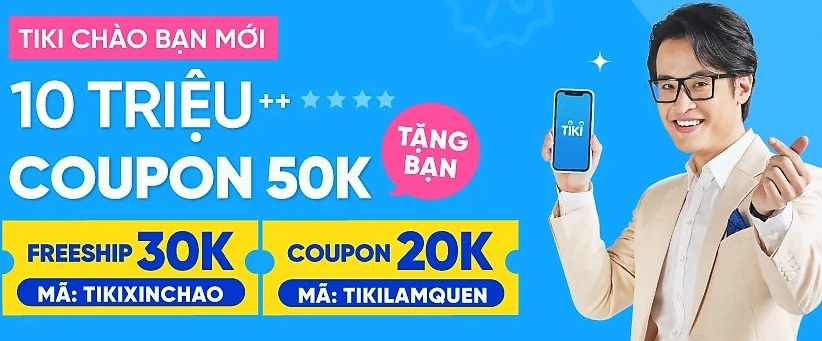 TIKI CHÀO BẠN MỚI
10 TRIỆU++
COUPON 50K
TẶNG
BẠN
FREESHIP 30K
MÃ: TIKIXINCHAO
COUPON 20K
MÃ: TIKILAMQUEN
TIKI